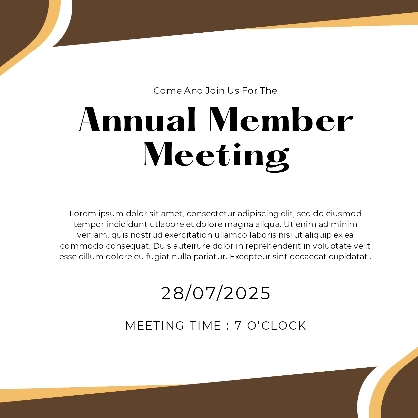 Come And Join Us For The
Annual Member
Meeting
Lorem ipsum dolor sit amet, consectetur adipiscing elit, sed do eiusmod
tempor incididunt ut labore et dolore magna aliqua. Ut enim ad minim
veniam, quis nostrud exercitation ullamco laboris nisi ut aliquip ex ea
commodo consequat. Duis aute irure dolor in reprehenderit in voluptate velit
esse cillum dolore eu fugiat nulla pariatur. Excepteur sint occaecat cupidatat.
28/07/2025
MEETING TIME : 7 O'CLOCK